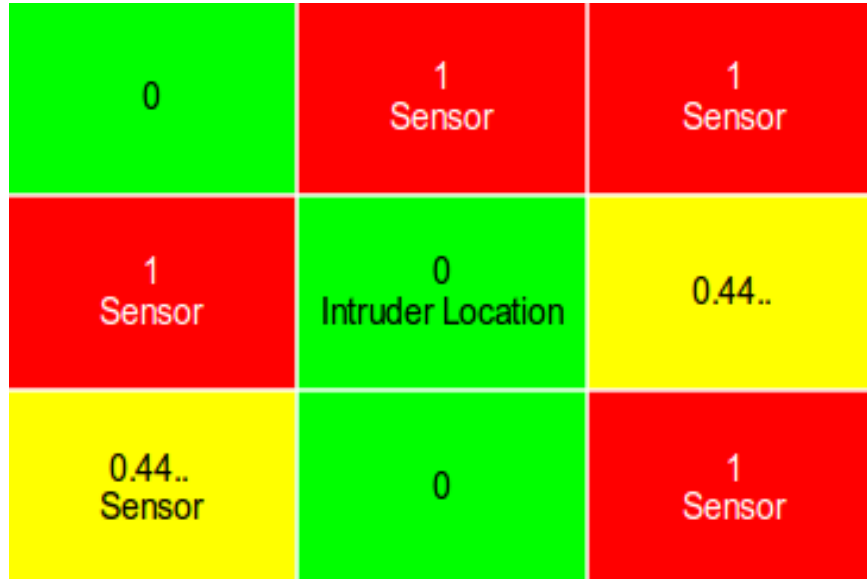 0
1
Sensor
1
Sensor
1
Sensor
0
Intruder Location
0.44..
0.44..
Sensor
0
1
Sensor